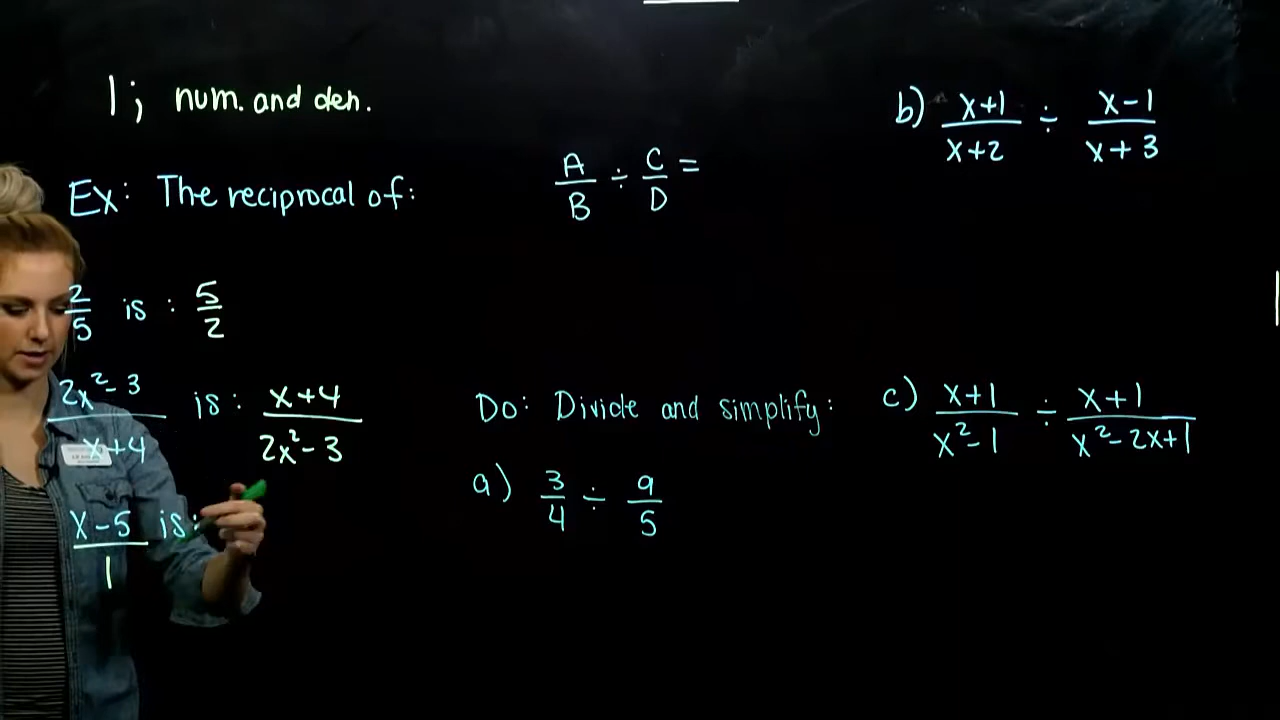 1; num. and den.
Ex: The reciprocal of:
2/5 is: 5/2
2x²-3/x+4 is: x+4/2x²-3
x-5/1 is:
A/B ÷ C/D =
Do: Divide and simplify:
a) 3/4 ÷ 9/5
b) x+1/x+2 ÷ x-1/x+3
c) x+1/x²-1 ÷ x+1/x²-2x+1